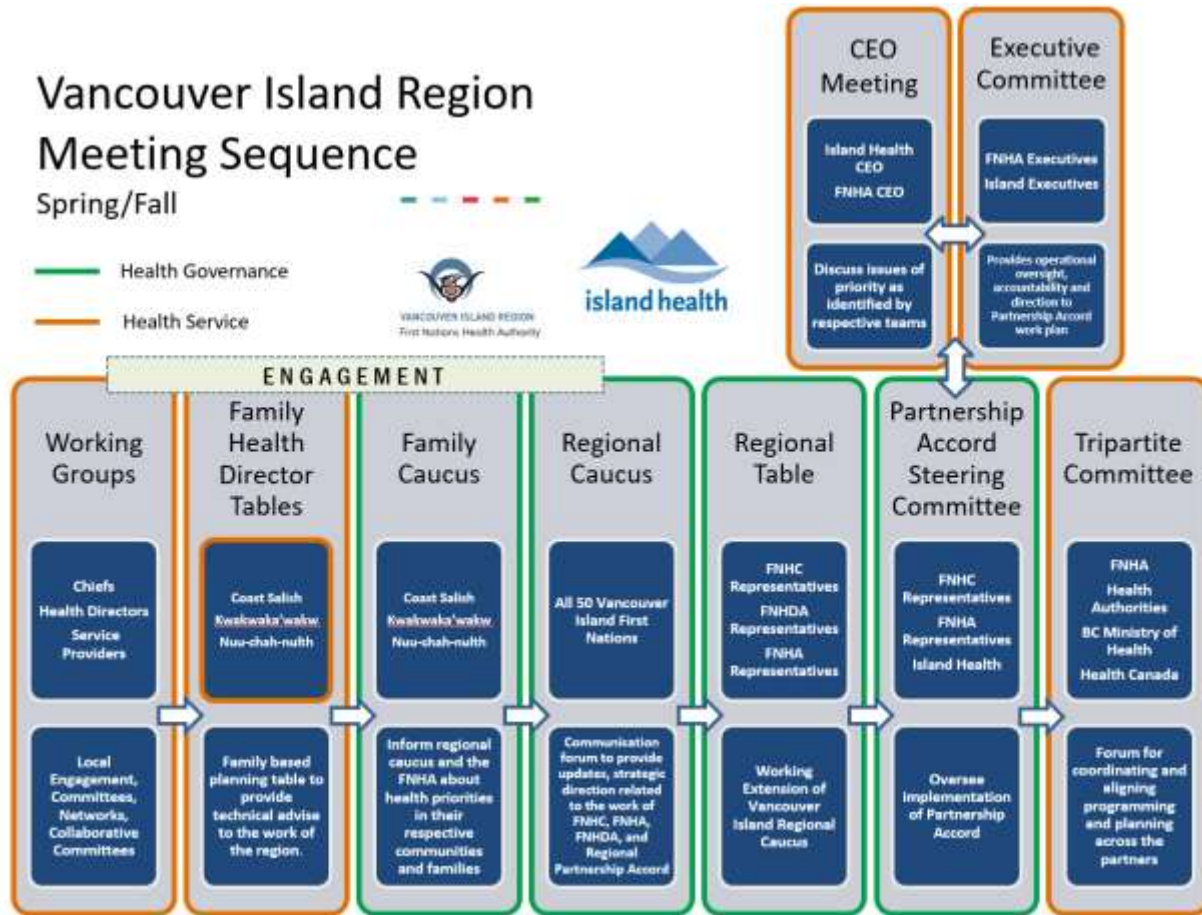 Vancouver Island Region
Meeting Sequence
Spring/Fall
Health Governance
Health Service
VANCOUVER ISLAND REGION
First Nations Health Authority
island health
CEO
Meeting
Island Health
CEO
FNHA CEO
Discuss issues of
priority as
identified by
respective teams
Executive
Committee
FNHA Executives
Island Executives
Provides operational
oversight,
accountability and
direction to
Partnership Accord
work plan
ENGAGEMENT
Working
Groups
Chiefs
Health Directors
Service
Providers
Local
Engagement,
Committees,
Networks,
Collaborative
Committees
Family
Health
Director
Tables
Coast Salish
Kwakwaka'wakw
Nuu-chah-nulth
Family based
planning table to
provide
technical advise
to the work of
the region.
Family
Caucus
Coast Salish
Kwakwaka'wakw
Nuu-chah-nulth
Inform regional
caucus and the
FNHA about
health priorities
in their
respective
communities
and families
Regional
Caucus
All 50 Vancouver
Island First
Nations
Communisation
forum to provide
updates, strategic
direction related
to the work of
FNHC, FNHA,
FNHDA, and
Regional
Partnership Accord
Regional
Table
FNHC
Representatives
FNHDA
Representatives
FNHA
Representatives
Working
Extension of
Vancouver
Island Regional
Caucus
Partnership
Accord
Steering
Committee
FNHC
Representatives
FNHA
Representatives
Island Health
Oversee
Implementation
of Partnership
Accord
Tripartite
Committee
FNHA
Health
Authorities
BC Ministry of
Health
Health Canada
Forum for
coordinating and
aligning
programming
and planning
across the
partners